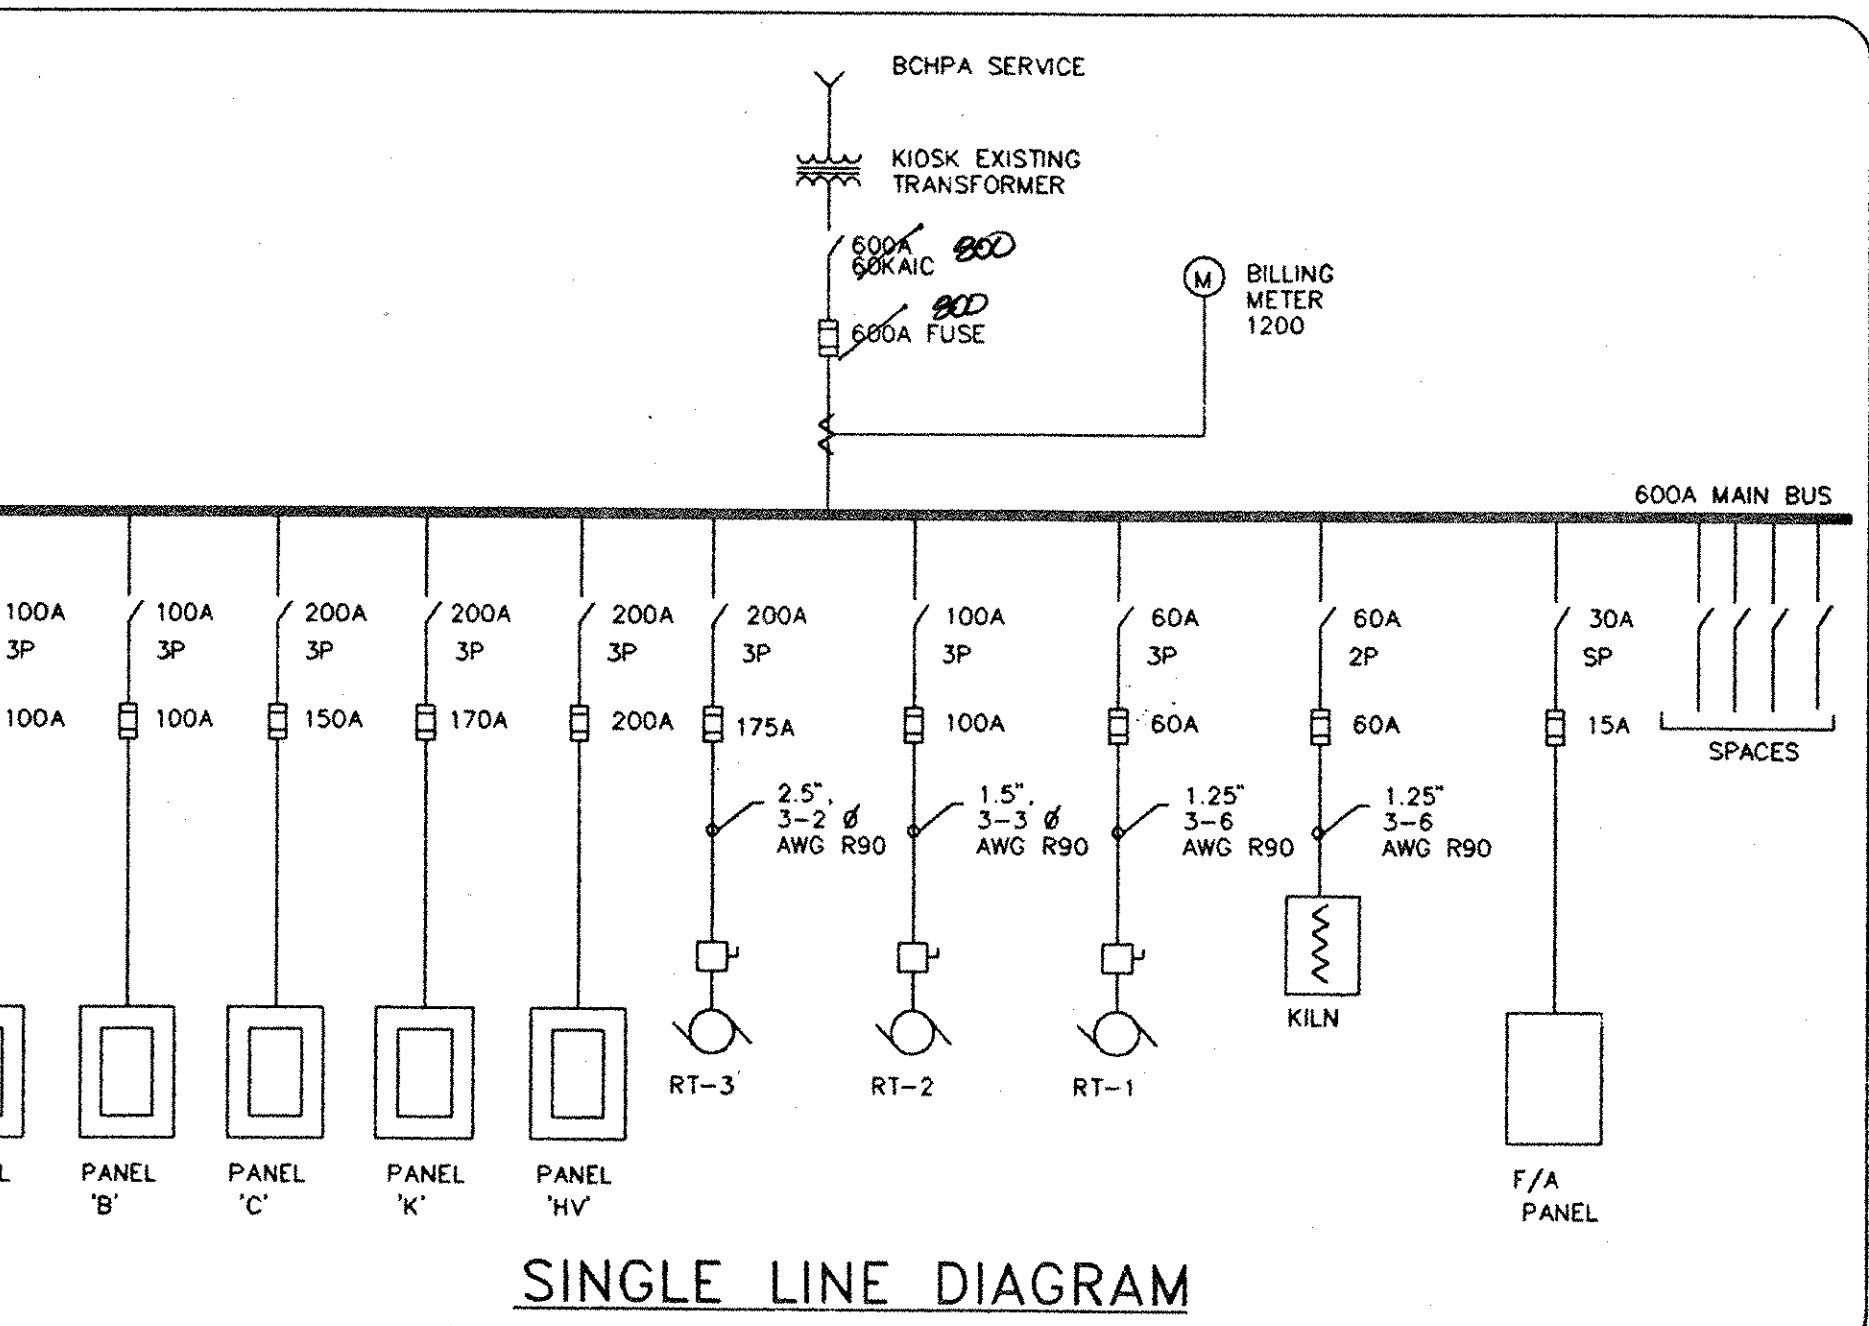 BCHPA SERVICE
KIOSK EXISTING
TRANSFORMER
600A 800
60KAIC
800
600A FUSE
M
BILLING
METER
1200
600A MAIN BUS
100A
3P
100A
100A
3P
100A
200A
3P
150A
200A
3P
170A
200A
3P
200A
200A
3P
175A
100A
3P
100A
60A
3P
60A
60A
2P
60A
30A
SP
15A
SPACES
2.5",
3-2 Ø
AWG R90
1.5",
3-3 Ø
AWG R90
1.25"
3-6
AWG R90
1.25"
3-6
AWG R90
KILN
RT-3
RT-2
RT-1
L
PANEL
'B'
PANEL
'C'
PANEL
'K'
PANEL
'HV'
F/A
PANEL
SINGLE LINE DIAGRAM